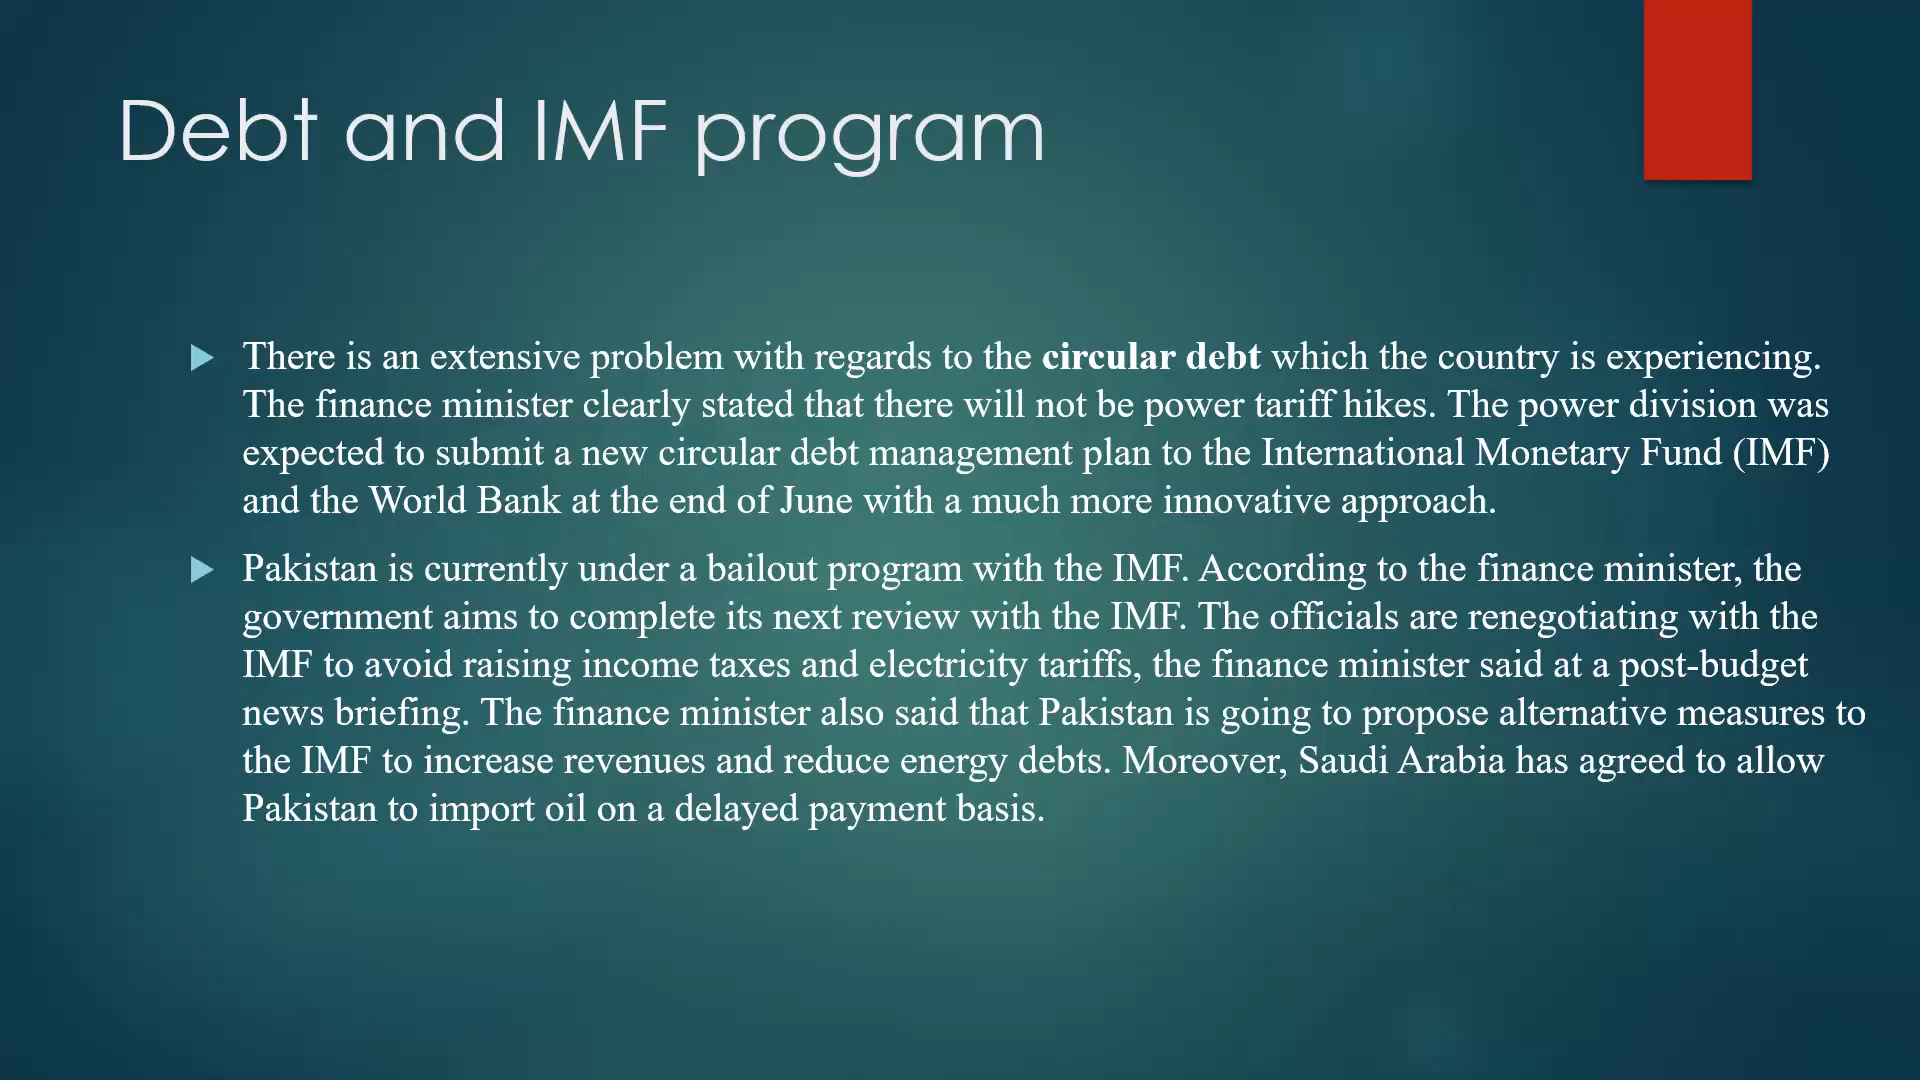 Debt and IMF program
There is an extensive problem with regards to the circular debt which the country is experiencing.
The finance minister clearly stated that there will not be power tariff hikes. The power division was
expected to submit a new circular debt management plan to the International Monetary Fund (IMF)
and the World Bank at the end of June with a much more innovative approach.
Pakistan is currently under a bailout program with the IMF. According to the finance minister, the
government aims to complete its next review with the IMF. The officials are renegotiating with the
IMF to avoid raising income taxes and electricity tariffs, the finance minister said at a post-budget
news briefing. The finance minister also said that Pakistan is going to propose alternative measures to
the IMF to increase revenues and reduce energy debts. Moreover, Saudi Arabia has agreed to allow
Pakistan to import oil on a delayed payment basis.